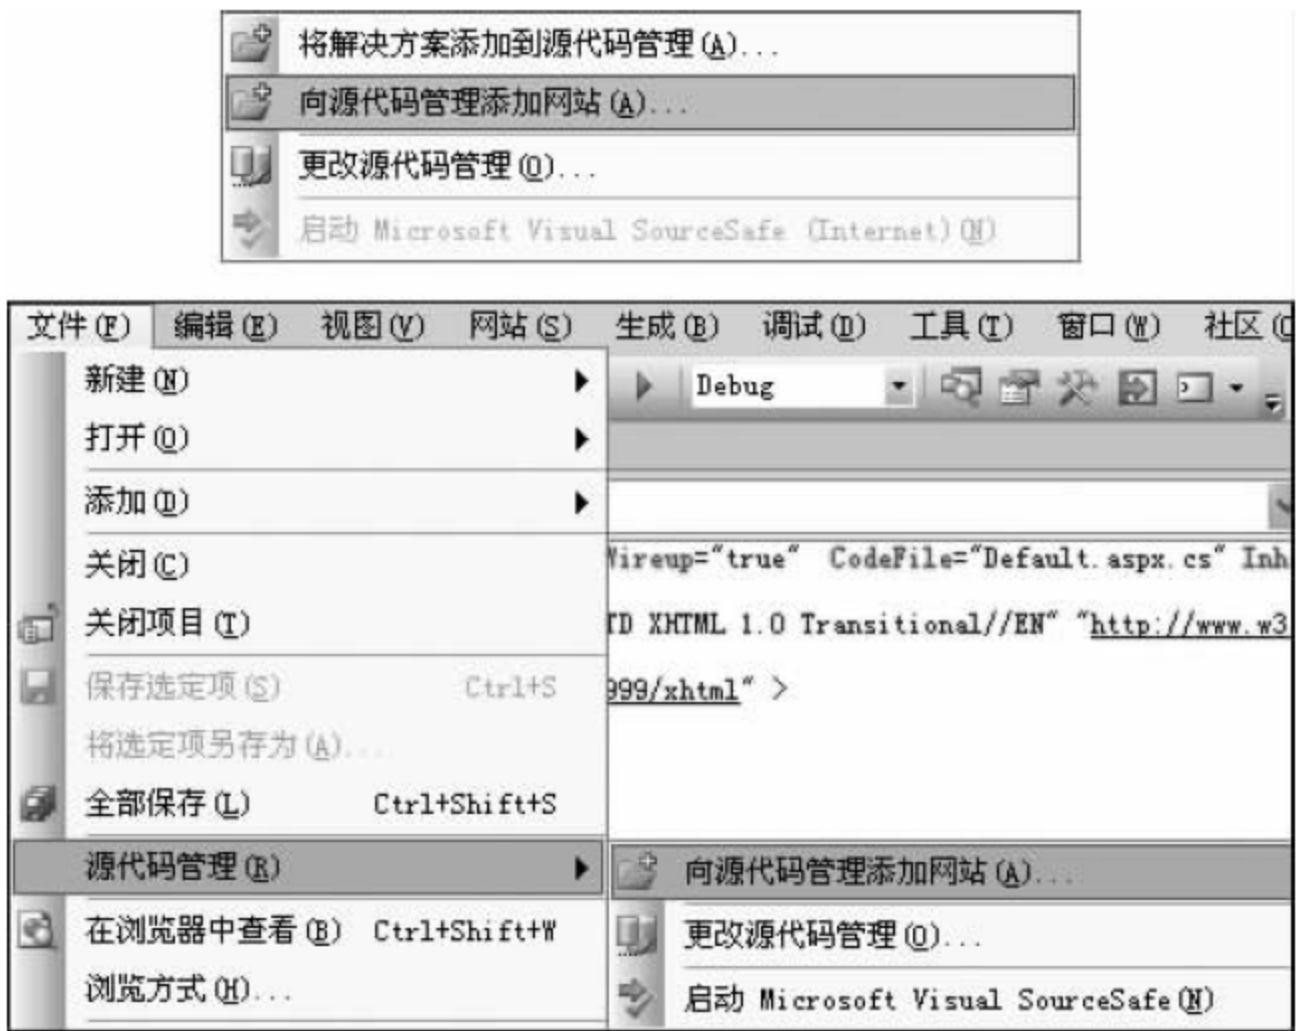 将解决方案添加到源代码管理(A)...
向源代码管理添加网站(A)...
更改源代码管理(O)...
启动 Microsoft Visual SourceSafe (Internet)(N)
文件(F) 编辑(E) 视图(V) 网站(S) 生成(B) 调试(D) 工具(T) 窗口(W) 社区(C
新建(N)
Debug
打开(O)
添加(D)
关闭(C)
Wireup="true" CodeFile="Default.aspx.cs" Inh
关闭项目(T)
TD XHTML 1.0 Transitional//EN" "http://www.w3
保存选定项(S) Ctrl+S
999/xhtml" >
将选定项另存为(A)...
全部保存(L) Ctrl+Shift+S
源代码管理(R)
向源代码管理添加网站(A)...
在浏览器中查看(B) Ctrl+Shift+W
更改源代码管理(O)...
浏览方式(H)...
启动 Microsoft Visual SourceSafe(N)